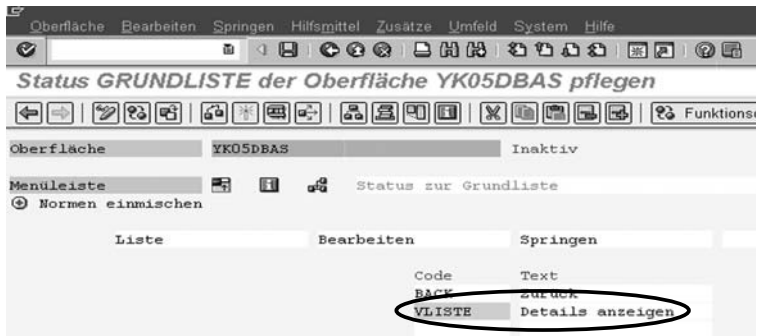 Oberfläche Bearbeiten Springen Hilfsmittel Zusätze Umfeld System Hilfe
Status GRUNDLISTE der Oberfläche YK05DBAS pflegen
Oberfläche YK05DBAS Inaktiv
Menüleiste Status zur Grundliste
Normen einmischen
Liste Bearbeiten Springen
Code Text
BACK Zurück
VLISTE Details anzeigen